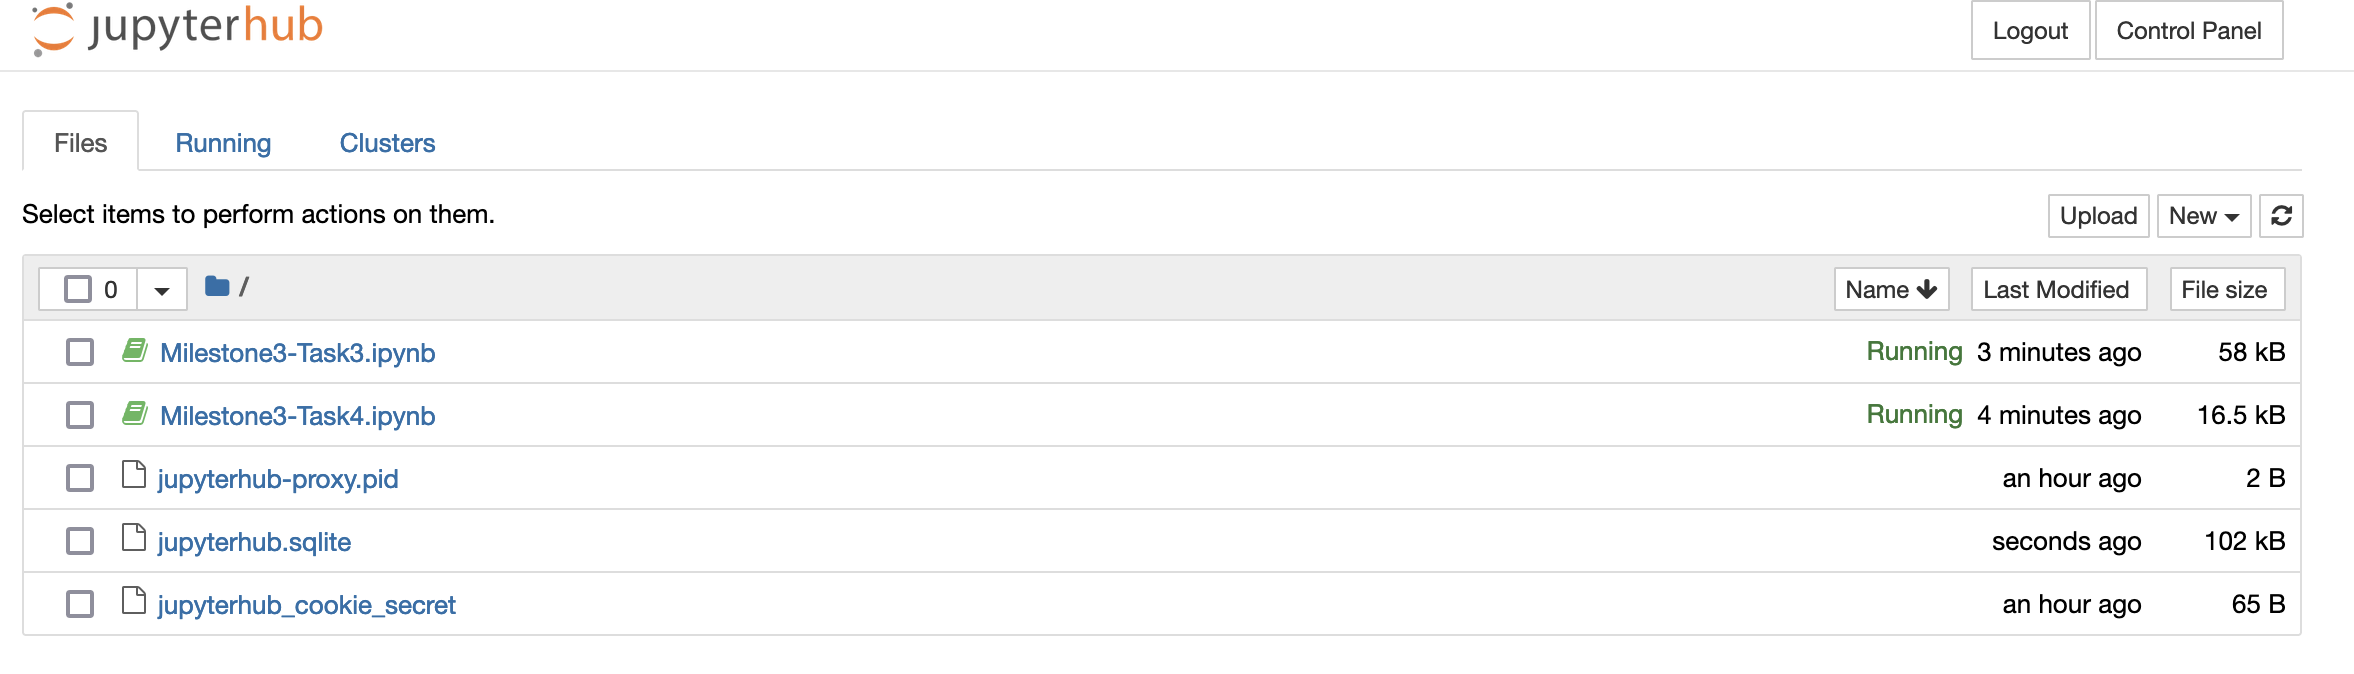 jupyterhub
Logout
Control Panel
Files
Running
Clusters
Select items to perform actions on them.
Upload
New
0
/
Name
Last Modified
File size
Milestone3-Task3.ipynb Running 3 minutes ago 58 kB
Milestone3-Task4.ipynb Running 4 minutes ago 16.5 kB
jupyterhub-proxy.pid an hour ago 2 B
jupyterhub.sqlite seconds ago 102 kB
jupyterhub_cookie_secret an hour ago 65 B